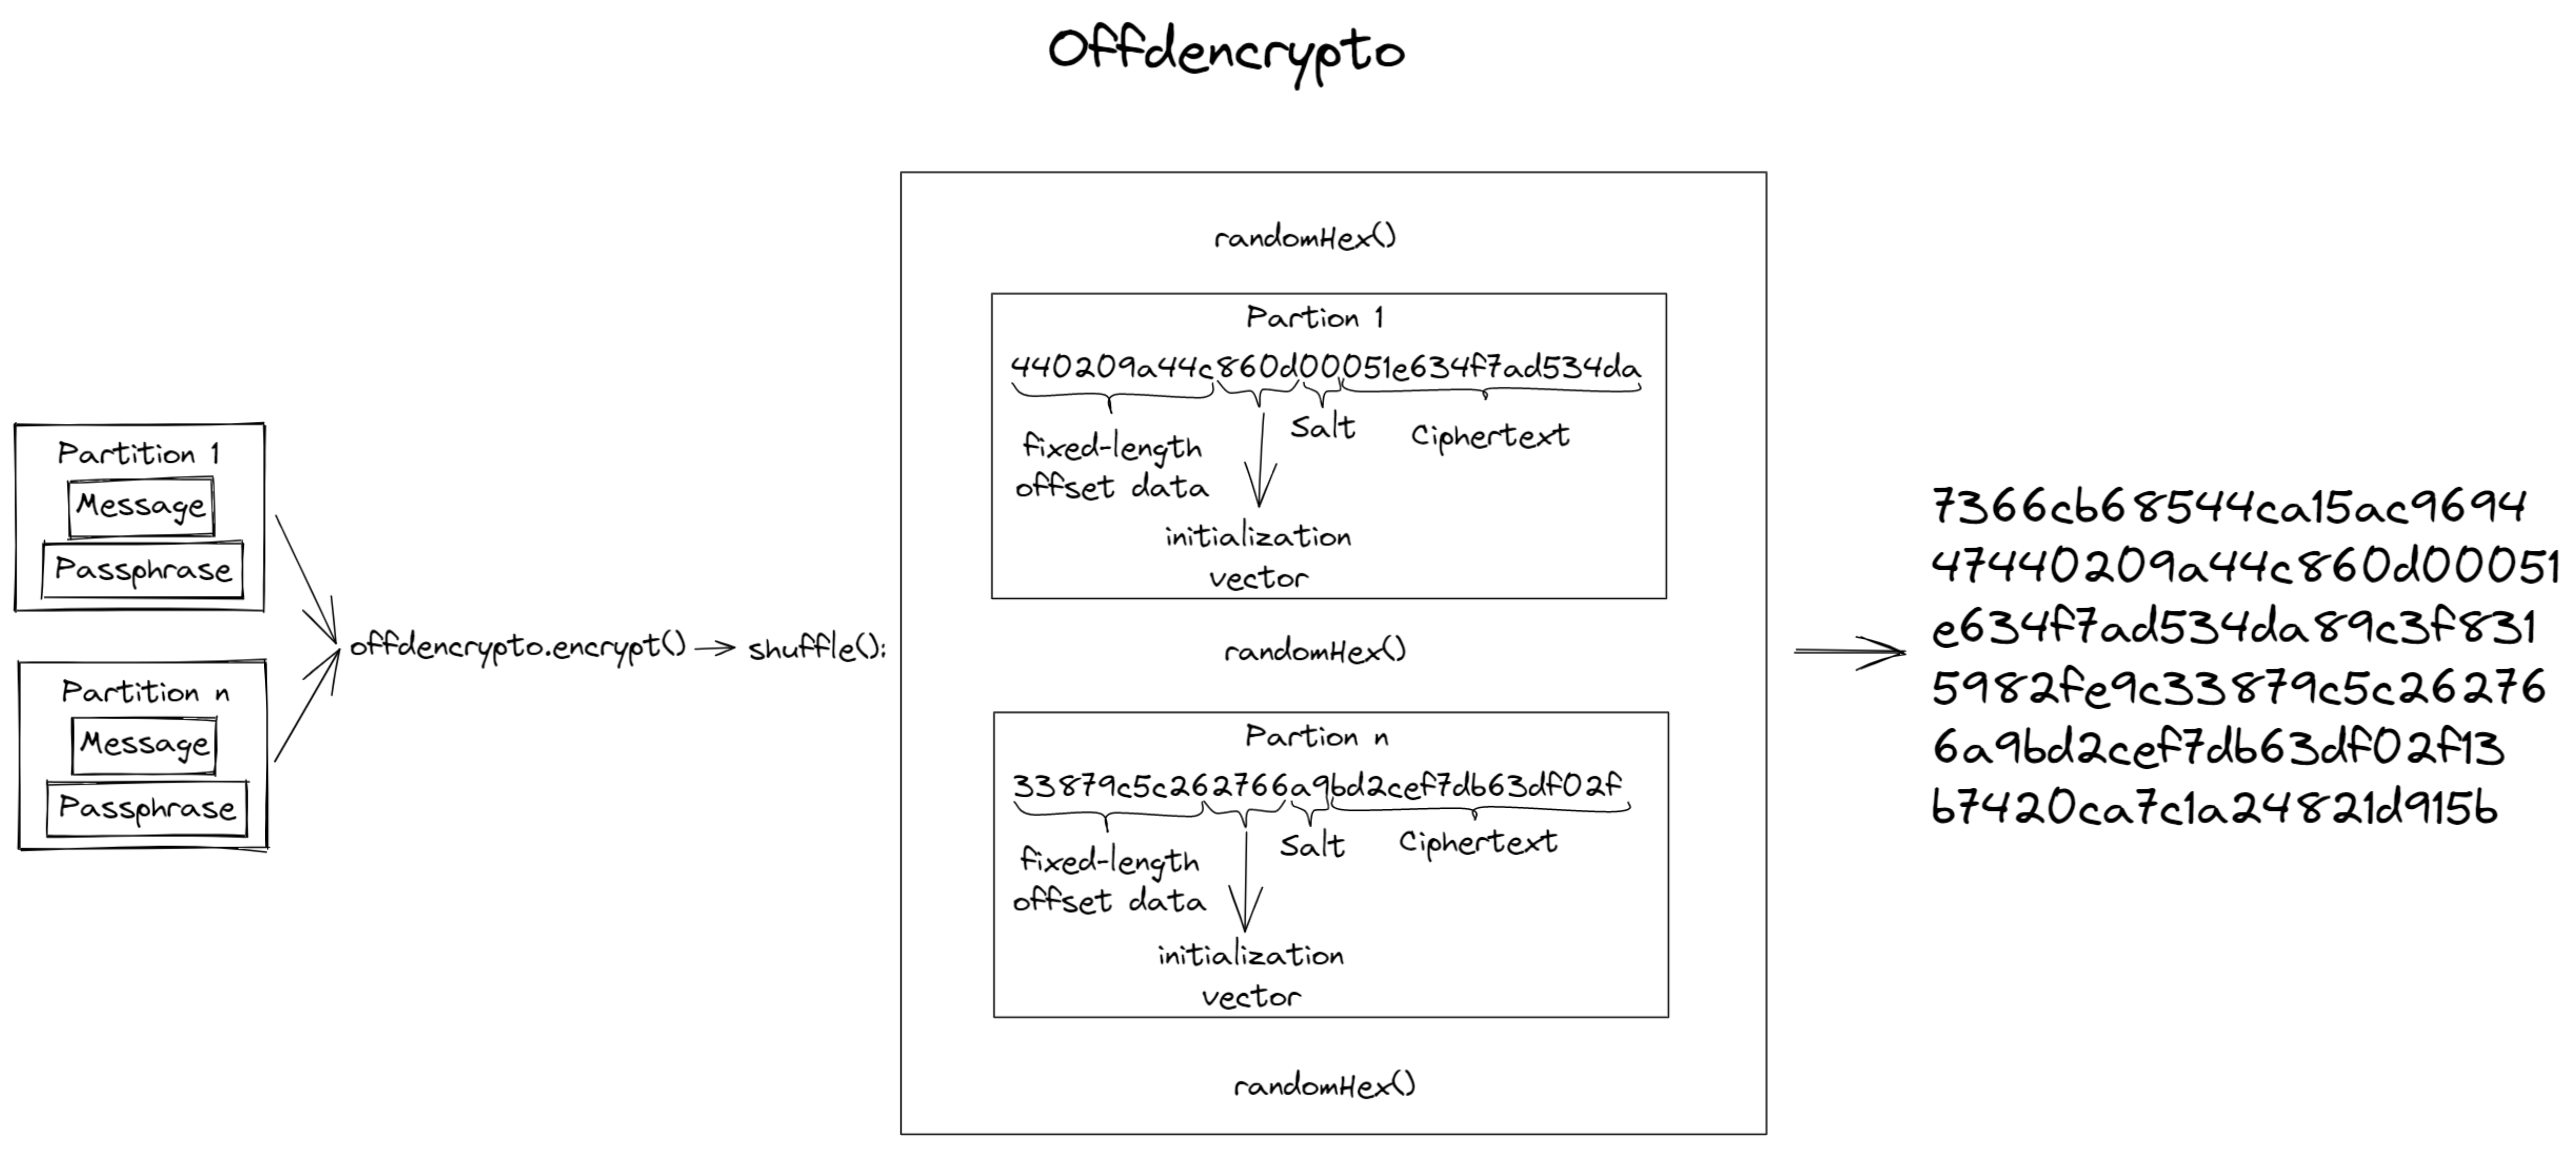 Offdencrypto
Partition 1
Message
Passphrase
Partition n
Message
Passphrase
offdencrypto.encrypt()
shuffle():
randomHex()
Partion 1
440209a44c860d00051e634f7ad534da
fixed-length
offset data
initialization
vector
Salt
Ciphertext
randomHex()
Partion n
33879c5c262766a9bd2cef7db63df02f
fixed-length
offset data
initialization
vector
Salt
Ciphertext
randomHex()
7366cb68544ca15ac9694
47440209a44c860d00051
e634f7ad534da89c3f831
5982fe9c33879c5c26276
6a9bd2cef7db63df02f13
b7420ca7c1a24821d915b